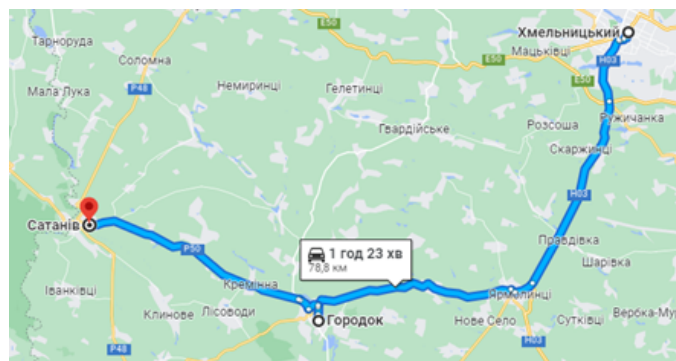 Хмельницький
Тарноруда
E50
Мацьківці
Соломна
H03
E50
Мала Лука
P48
Немиринці
Гелетинці
Ружичанка
Розсоша
Гвардійське
Скаржинці
H03
Сатанів
P50
1 год 23 хв
78,8 км
Правдівка
Шарівка
Іванківці
Кремінна
Ярмолинці
Клинове
Лісоводи
Городок
Нове Село
Сутківці
Вербка-Мур
P48
H03